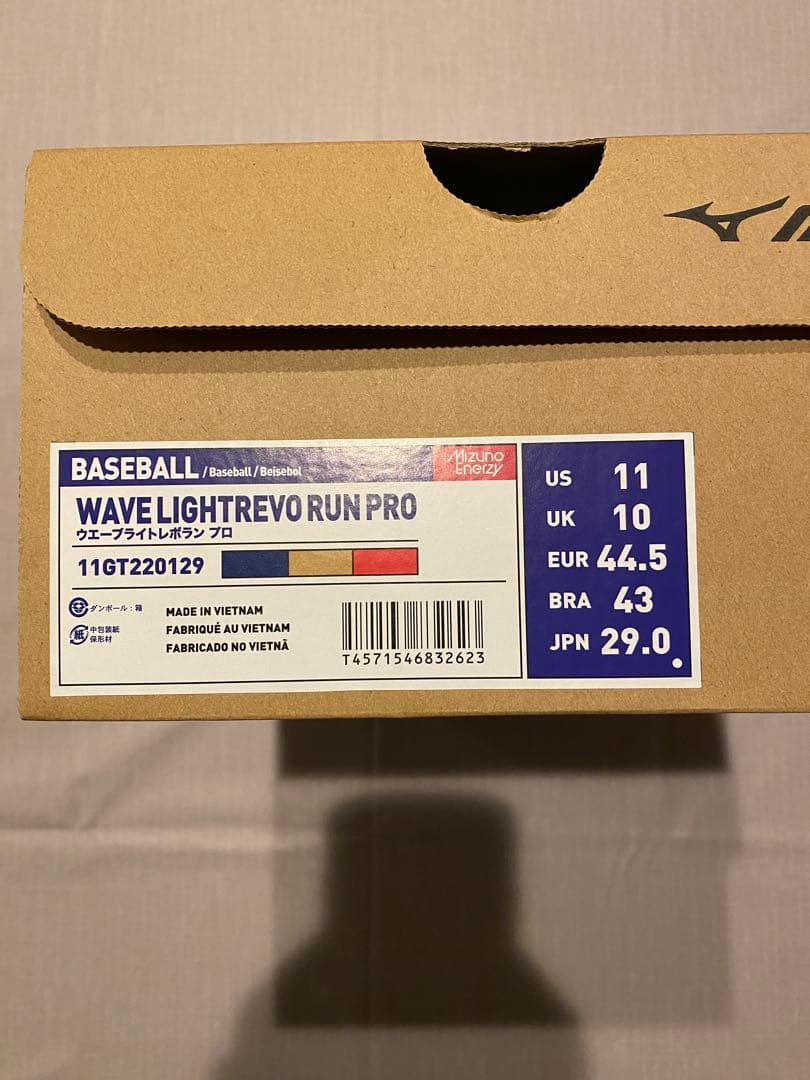 BASEBALL / Baseball / Beisebol
Mizuno
Enerzy
WAVE LIGHTREVO RUN PRO
ウエーブライトレボラン プロ
11GT220129
ダンボール：箱
紙 中包装紙
保形材
MADE IN VIETNAM
FABRIQUÉ AU VIETNAM
FABRICADO NO VIETNÃ
T4571546832623
US 11
UK 10
EUR 44.5
BRA 43
JPN 29.0